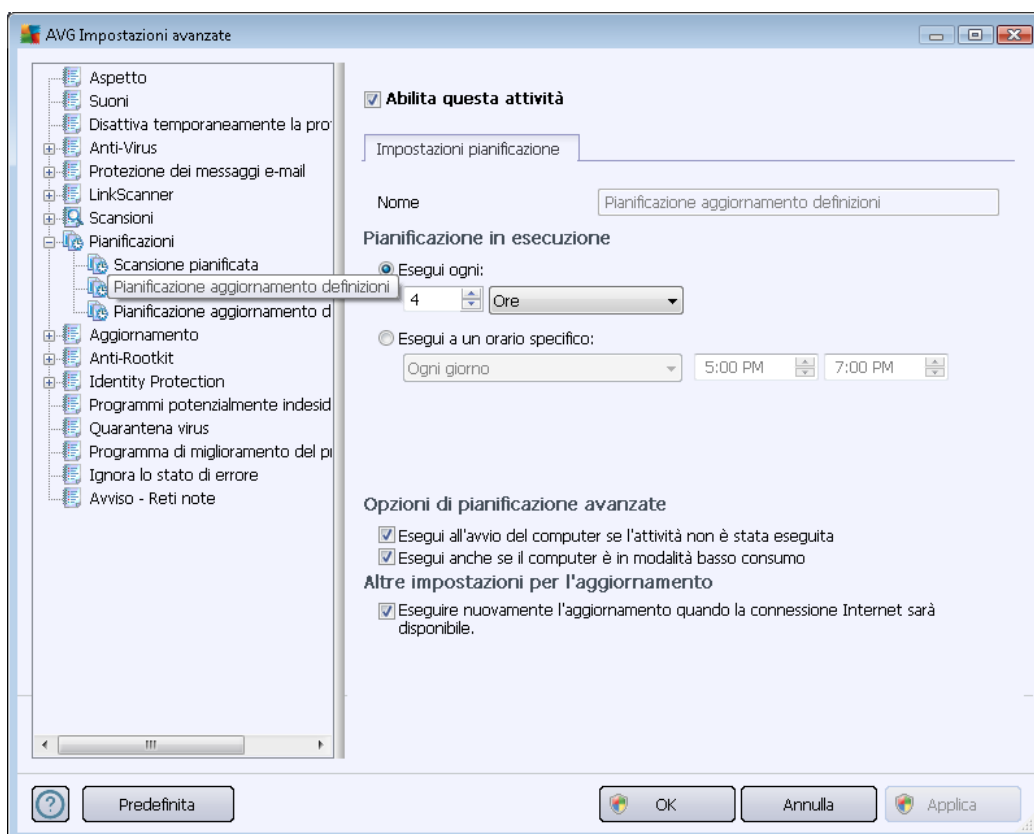 AVG Impostazioni avanzate
Aspetto
Suoni
Disattiva temporaneamente la pro
Anti-Virus
Protezione dei messaggi e-mail
LinkScanner
Scansioni
Pianificazioni
Scansione pianificata
Pianificazione aggiornamento definizioni
Pianificazione aggiornamento d
Aggiornamento
Anti-Rootkit
Identity Protection
Programmi potenzialmente indesid
Quarantena virus
Programma di miglioramento del p
Ignora lo stato di errore
Avviso - Reti note
Abilita questa attività
Impostazioni pianificazione
Nome
Pianificazione aggiornamento definizioni
Pianificazione in esecuzione
Esegui ogni:
4 Ore
Esegui a un orario specifico:
Ogni giorno 5:00 PM 7:00 PM
Opzioni di pianificazione avanzate
Esegui all'avvio del computer se l'attività non è stata eseguita
Esegui anche se il computer è in modalità basso consumo
Altre impostazioni per l'aggiornamento
Eseguire nuovamente l'aggiornamento quando la connessione Internet sarà
disponibile.
Predefinita
OK
Annulla
Applica